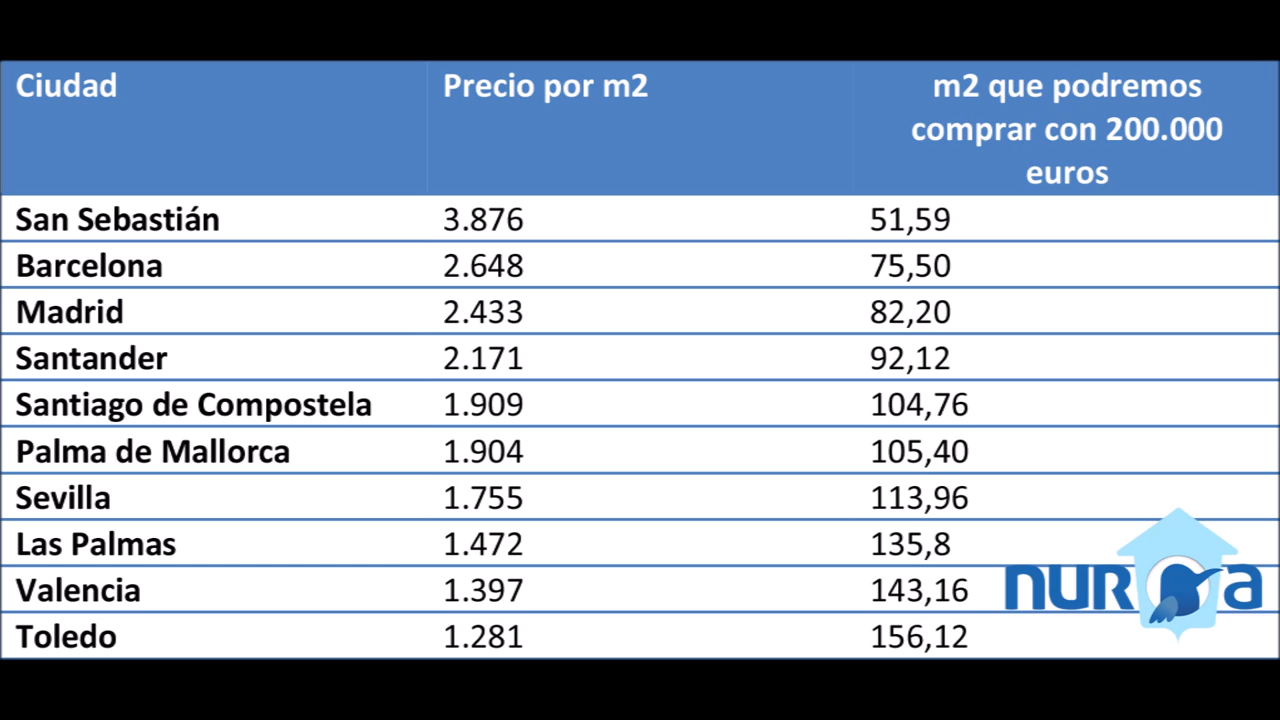 Ciudad Precio por m2 m2 que podremos
comprar con 200.000
euros
San Sebastián 3.876 51,59
Barcelona 2.648 75,50
Madrid 2.433 82,20
Santander 2.171 92,12
Santiago de Compostela 1.909 104,76
Palma de Mallorca 1.904 105,40
Sevilla 1.755 113,96
Las Palmas 1.472 135,8
Valencia 1.397 143,16
Toledo 1.281 156,12
nuroa